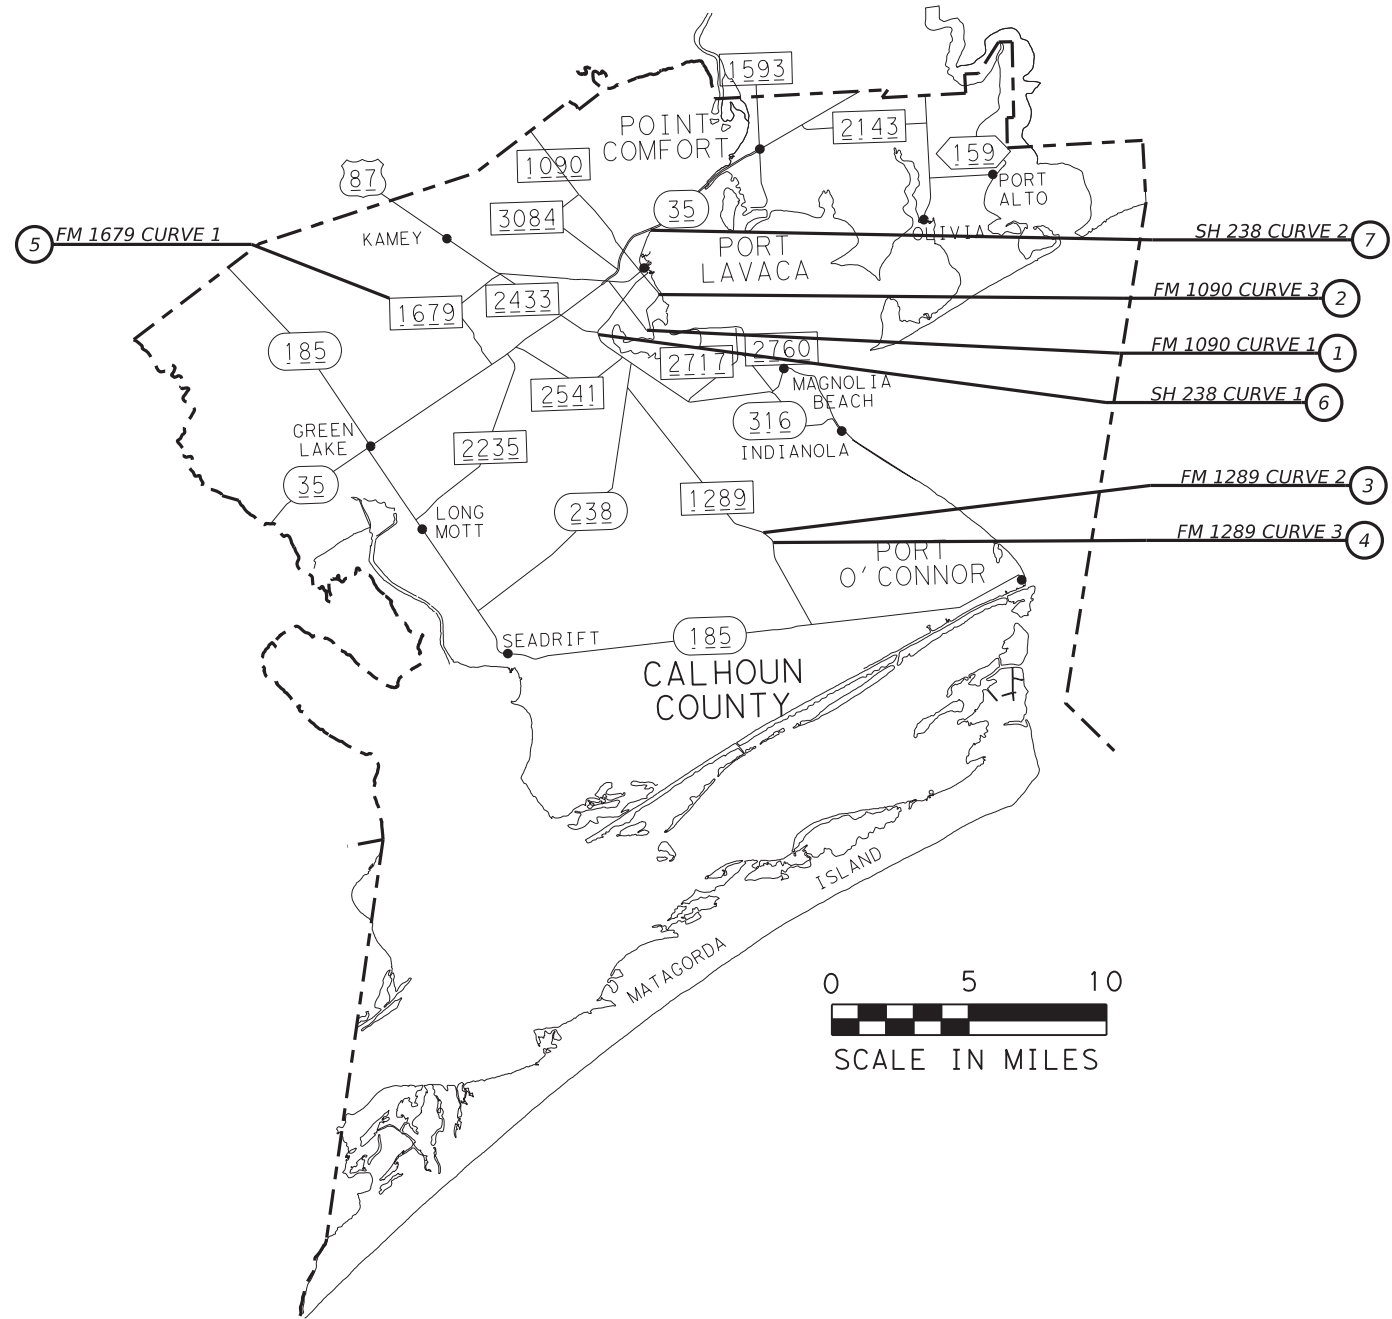 1593
POINT
COMFORT
2143
1090
159
87
PORT
ALTO
3084
35
KAMEY
OLIVIA
5 FM 1679 CURVE 1
SH 238 CURVE 2 7
PORT
LAVACA
2433
FM 1090 CURVE 3 2
1679
185
2760
FM 1090 CURVE 1 1
2717
MAGNOLIA
BEACH
2541
SH 238 CURVE 1 6
316
GREEN
LAKE
2235
INDIANOLA
35
FM 1289 CURVE 2 3
1289
LONG
MOTT
238
FM 1289 CURVE 3 4
PORT
O' CONNOR
SEADRIFT
185
CALHOUN
COUNTY
ISLAND
MATAGORDA
0 5 10
SCALE IN MILES